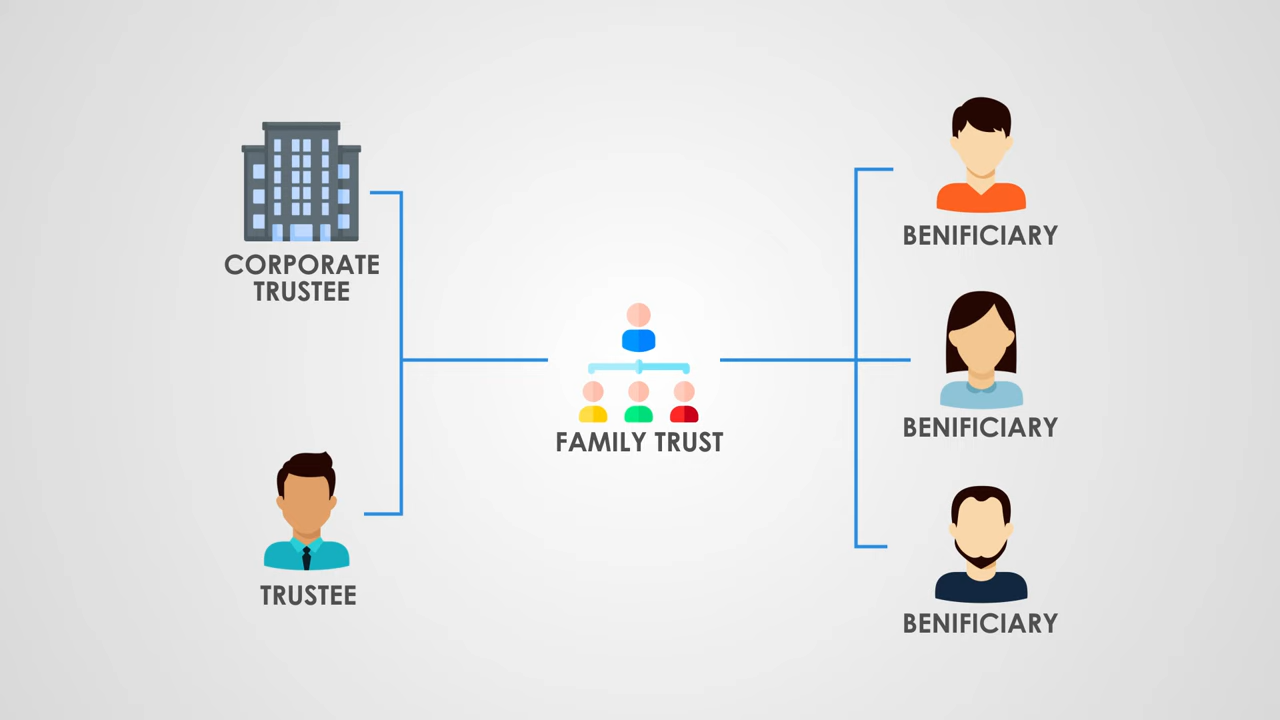 CORPORATE
TRUSTEE
TRUSTEE
FAMILY TRUST
BENIFICIARY
BENIFICIARY
BENIFICIARY